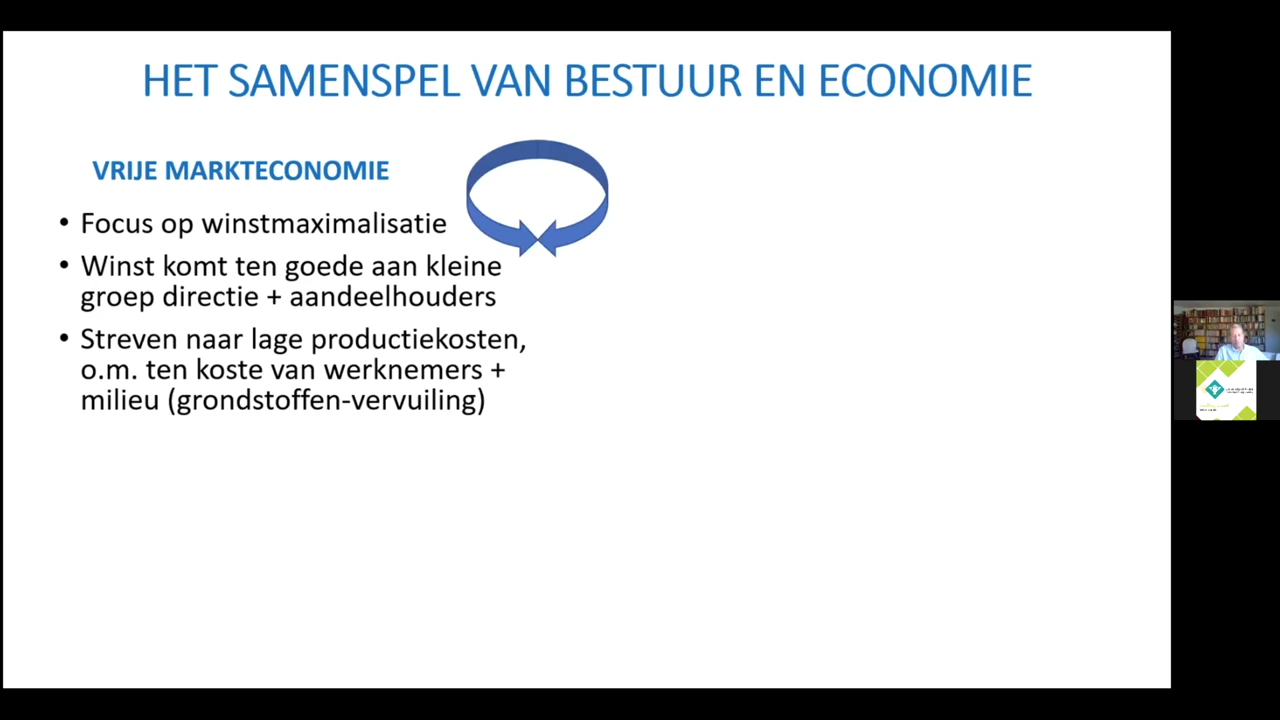 HET SAMENSPEL VAN BESTUUR EN ECONOMIE
VRIJE MARKTECONOMIE
• Focus op winstmaximalisatie
• Winst komt ten goede aan kleine
groep directie + aandeelhouders
• Streven naar lage productiekosten,
o.m. ten koste van werknemers +
milieu (grondstoffen-vervuiling)